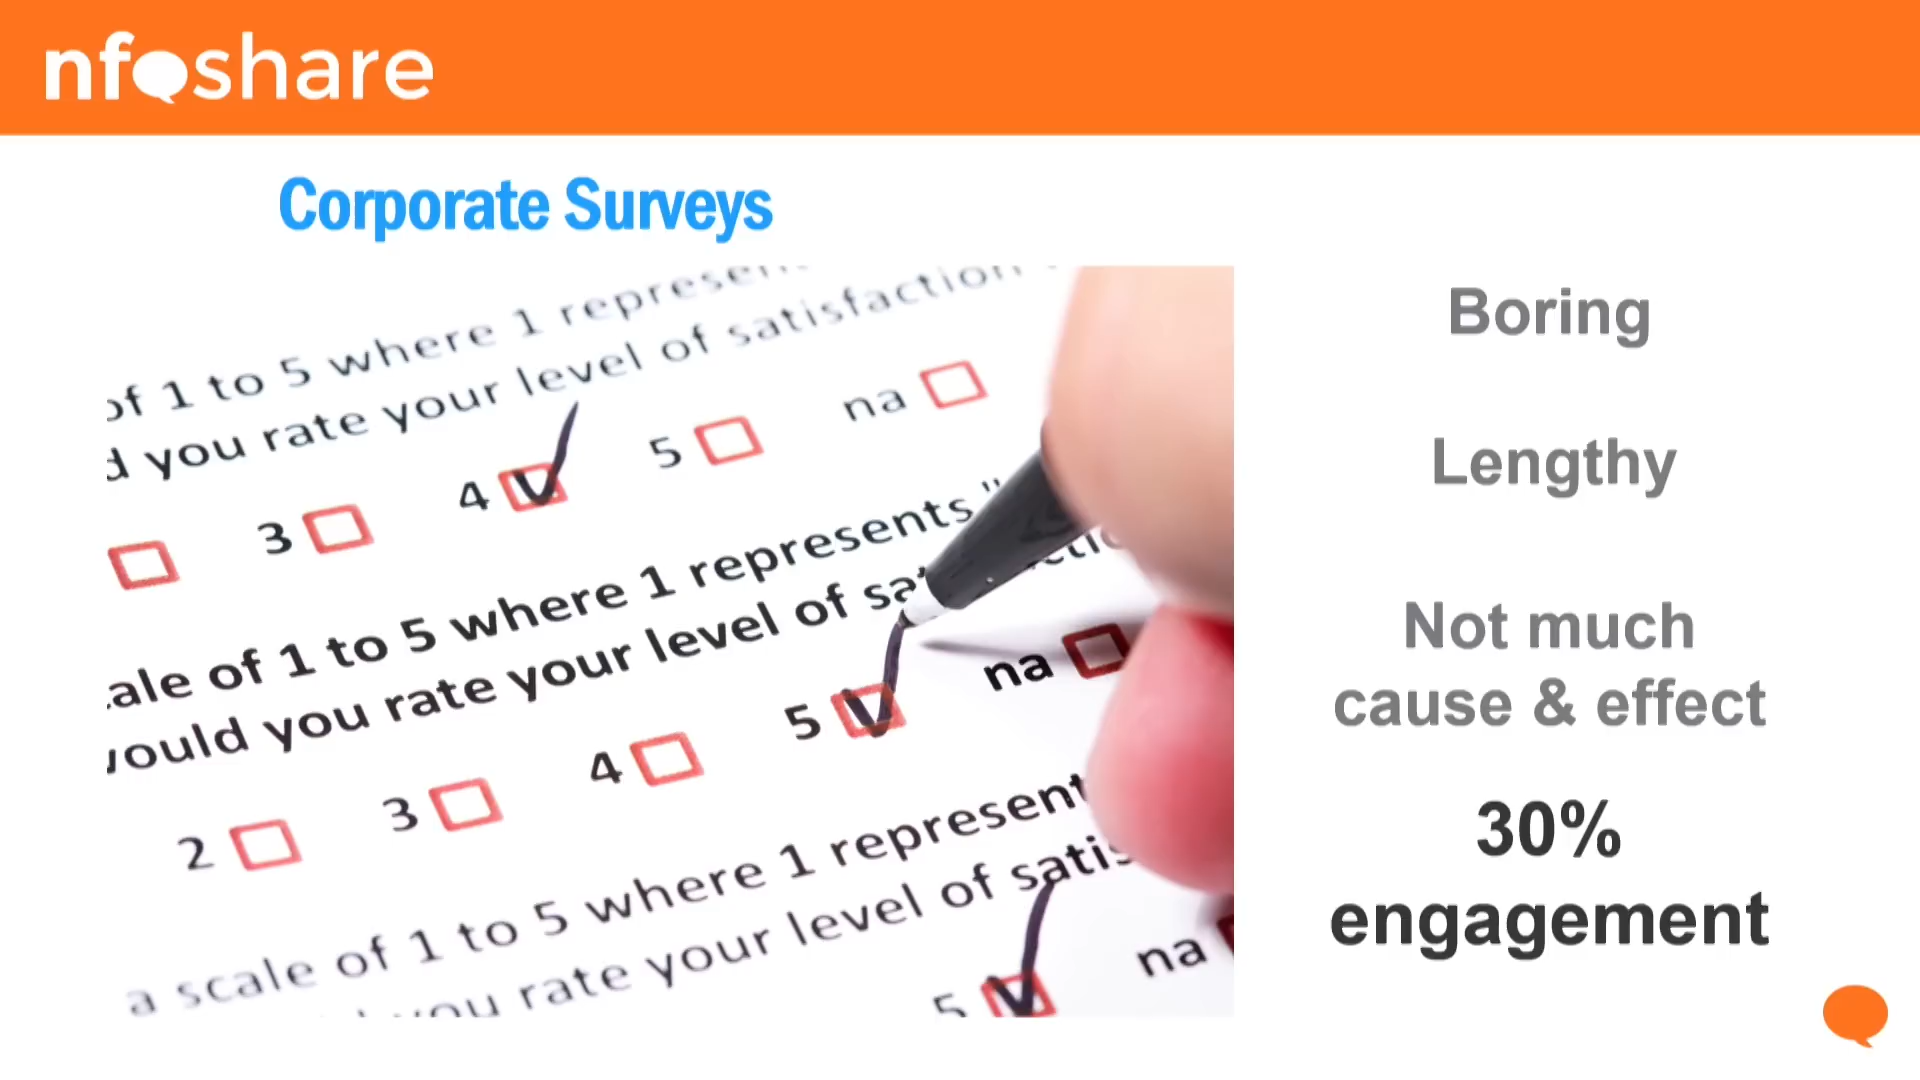 nfoshare
Corporate Surveys
of 1 to 5 where 1
d you rate your level of satisfaction
3 4 5 na
ale of 1 to 5 where 1 represents "
would you rate your level of
2 3 4 5 na
a scale of 1 to 5 where 1 represent
you rate your level of satis
5 na
Boring
Lengthy
Not much
cause & effect
30%
engagement